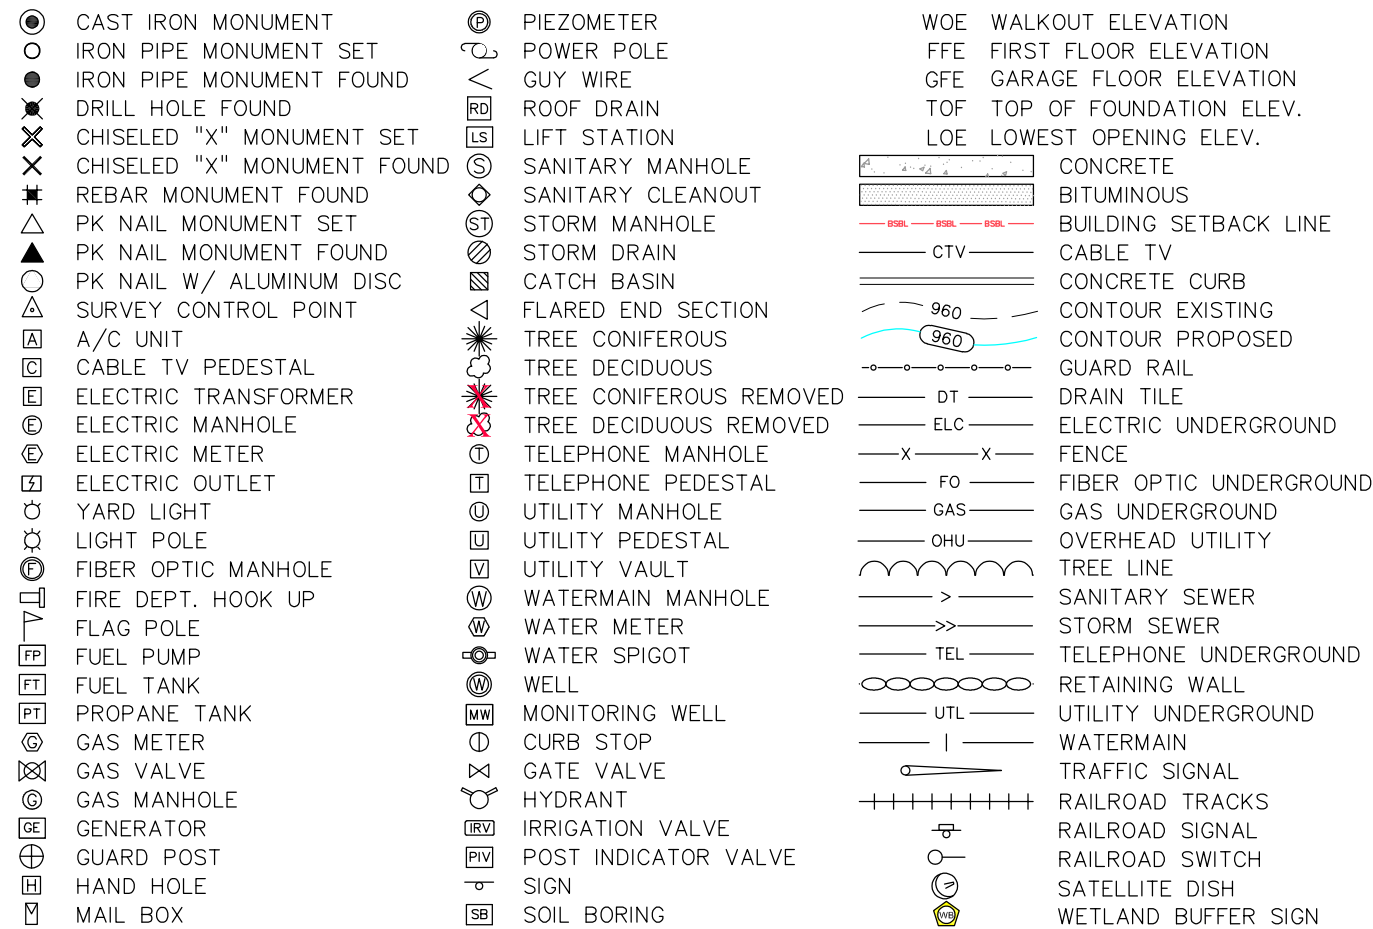 CAST IRON MONUMENT
IRON PIPE MONUMENT SET
IRON PIPE MONUMENT FOUND
DRILL HOLE FOUND
CHISELED "X" MONUMENT SET
CHISELED "X" MONUMENT FOUND
REBAR MONUMENT FOUND
PK NAIL MONUMENT SET
PK NAIL MONUMENT FOUND
PK NAIL W/ ALUMINUM DISC
SURVEY CONTROL POINT
A A/C UNIT
C CABLE TV PEDESTAL
E ELECTRIC TRANSFORMER
E ELECTRIC MANHOLE
E ELECTRIC METER
ELECTRIC OUTLET
YARD LIGHT
LIGHT POLE
F FIBER OPTIC MANHOLE
FIRE DEPT. HOOK UP
FLAG POLE
FP FUEL PUMP
FT FUEL TANK
PT PROPANE TANK
G GAS METER
GAS VALVE
G GAS MANHOLE
GE GENERATOR
GUARD POST
H HAND HOLE
MAIL BOX
P PIEZOMETER
POWER POLE
GUY WIRE
RD ROOF DRAIN
LS LIFT STATION
S SANITARY MANHOLE
SANITARY CLEANOUT
ST STORM MANHOLE
STORM DRAIN
CATCH BASIN
FLARED END SECTION
TREE CONIFEROUS
TREE DECIDUOUS
X TREE CONIFEROUS REMOVED
X TREE DECIDUOUS REMOVED
T TELEPHONE MANHOLE
T TELEPHONE PEDESTAL
U UTILITY MANHOLE
U UTILITY PEDESTAL
V UTILITY VAULT
W WATERMAIN MANHOLE
W WATER METER
WATER SPIGOT
W WELL
MW MONITORING WELL
CURB STOP
GATE VALVE
HYDRANT
IRV IRRIGATION VALVE
PIV POST INDICATOR VALVE
SIGN
SB SOIL BORING
WOE WALKOUT ELEVATION
FFE FIRST FLOOR ELEVATION
GFE GARAGE FLOOR ELEVATION
TOF TOP OF FOUNDATION ELEV.
LOE LOWEST OPENING ELEV.
CONCRETE
BITUMINOUS
BSBL BSBL BSBL BUILDING SETBACK LINE
CTV CABLE TV
CONCRETE CURB
960 CONTOUR EXISTING
960 CONTOUR PROPOSED
GUARD RAIL
DT DRAIN TILE
ELC ELECTRIC UNDERGROUND
X X FENCE
FO FIBER OPTIC UNDERGROUND
GAS GAS UNDERGROUND
OHU OVERHEAD UTILITY
TREE LINE
> SANITARY SEWER
>> STORM SEWER
TEL TELEPHONE UNDERGROUND
RETAINING WALL
UTL UTILITY UNDERGROUND
| WATERMAIN
TRAFFIC SIGNAL
RAILROAD TRACKS
RAILROAD SIGNAL
RAILROAD SWITCH
SATELLITE DISH
WB WETLAND BUFFER SIGN